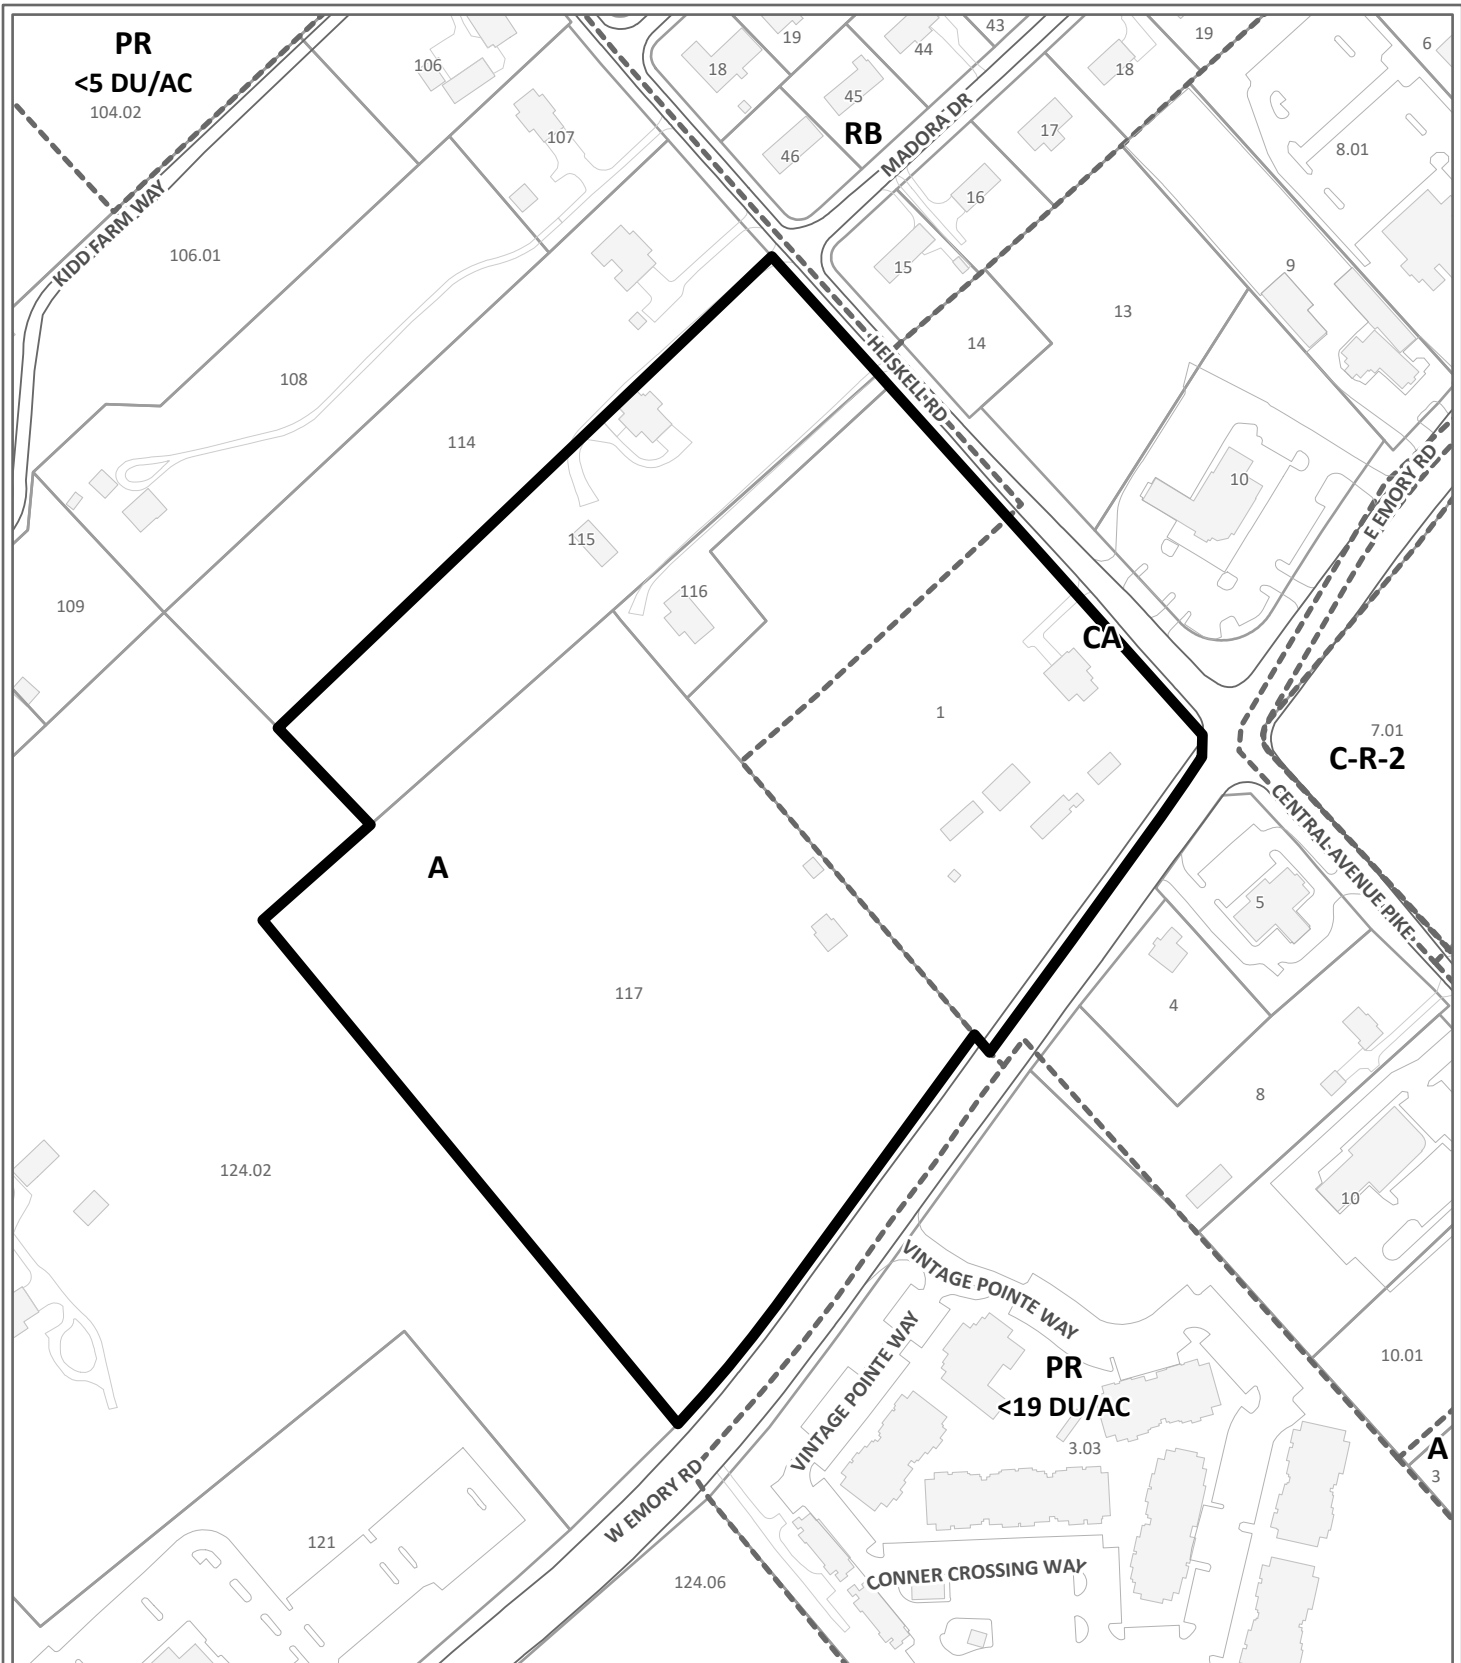 PR
<5 DU/AC
104.02
106
107
18
19
44
43
45
46
RB
MADORA DR
19
18
17
16
15
6
8.01
KIDD FARM WAY
106.01
108
114
HEISKELL RD
14
13
9
10
E EMORY RD
109
115
116
CA
1
7.01
C-R-2
CENTRAL AVENUE PIKE
A
117
5
4
8
10
124.02
VINTAGE POINTE WAY
VINTAGE POINTE WAY
PR
<19 DU/AC
3.03
10.01
A
3
W EMORY RD
121
124.06
CONNER CROSSING WAY